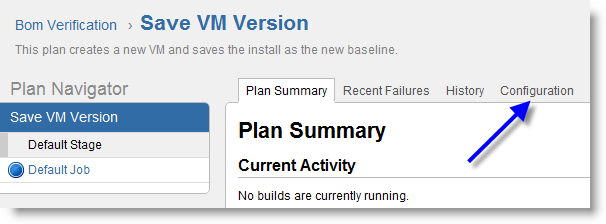 Bom Verification › Save VM Version
This plan creates a new VM and saves the install as the new baseline.
Plan Navigator
Save VM Version
Default Stage
Default Job
Plan Summary Recent Failures History Configuration
Plan Summary
Current Activity
No builds are currently running.